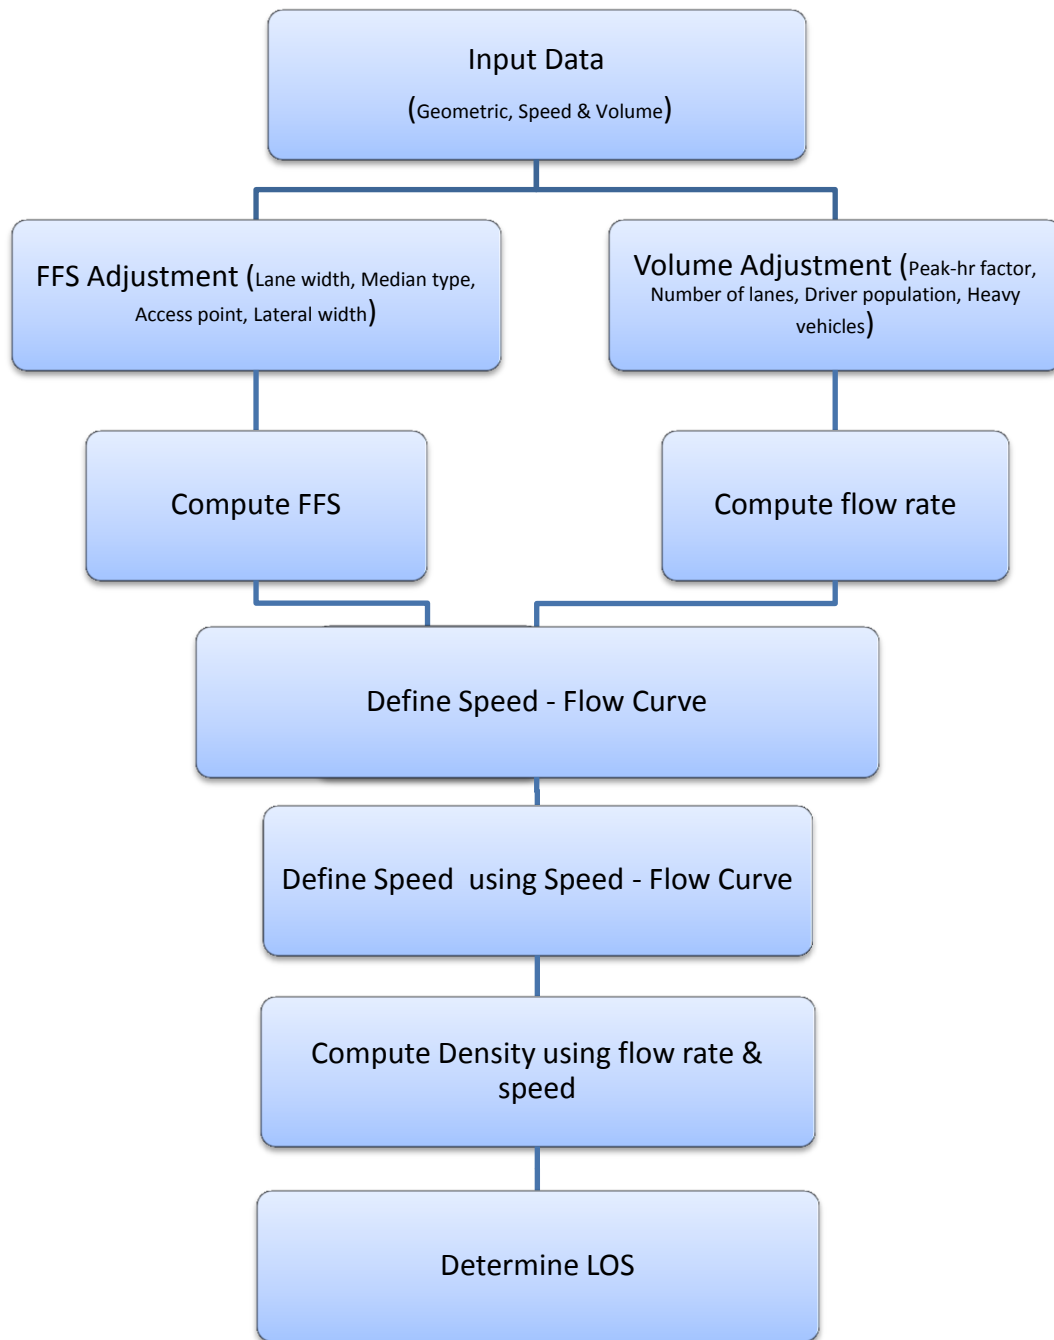 Input Data
(Geometric, Speed & Volume)
FFS Adjustment (Lane width, Median type,
Access point, Lateral width)
Volume Adjustment (Peak-hr factor,
Number of lanes, Driver population, Heavy
vehicles)
Compute FFS
Compute flow rate
Define Speed - Flow Curve
Define Speed  using Speed - Flow Curve
Compute Density using flow rate &
speed
Determine LOS